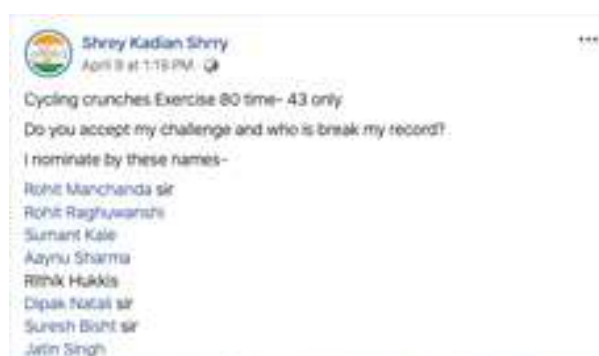 Shrey Kadian Shrry
April 9 at 1:19 PM
Cycling crunches Exercise 80 time- 43 only
Do you accept my challenge and who is break my record?
I nominate by these names-
Rohit Manchanda sir
Rohit Raghuwanshi
Sumant Kale
Aaynu Sharma
Rithik Hukkis
Dipak Natali sir
Suresh Bisht sir
Jatin Singh